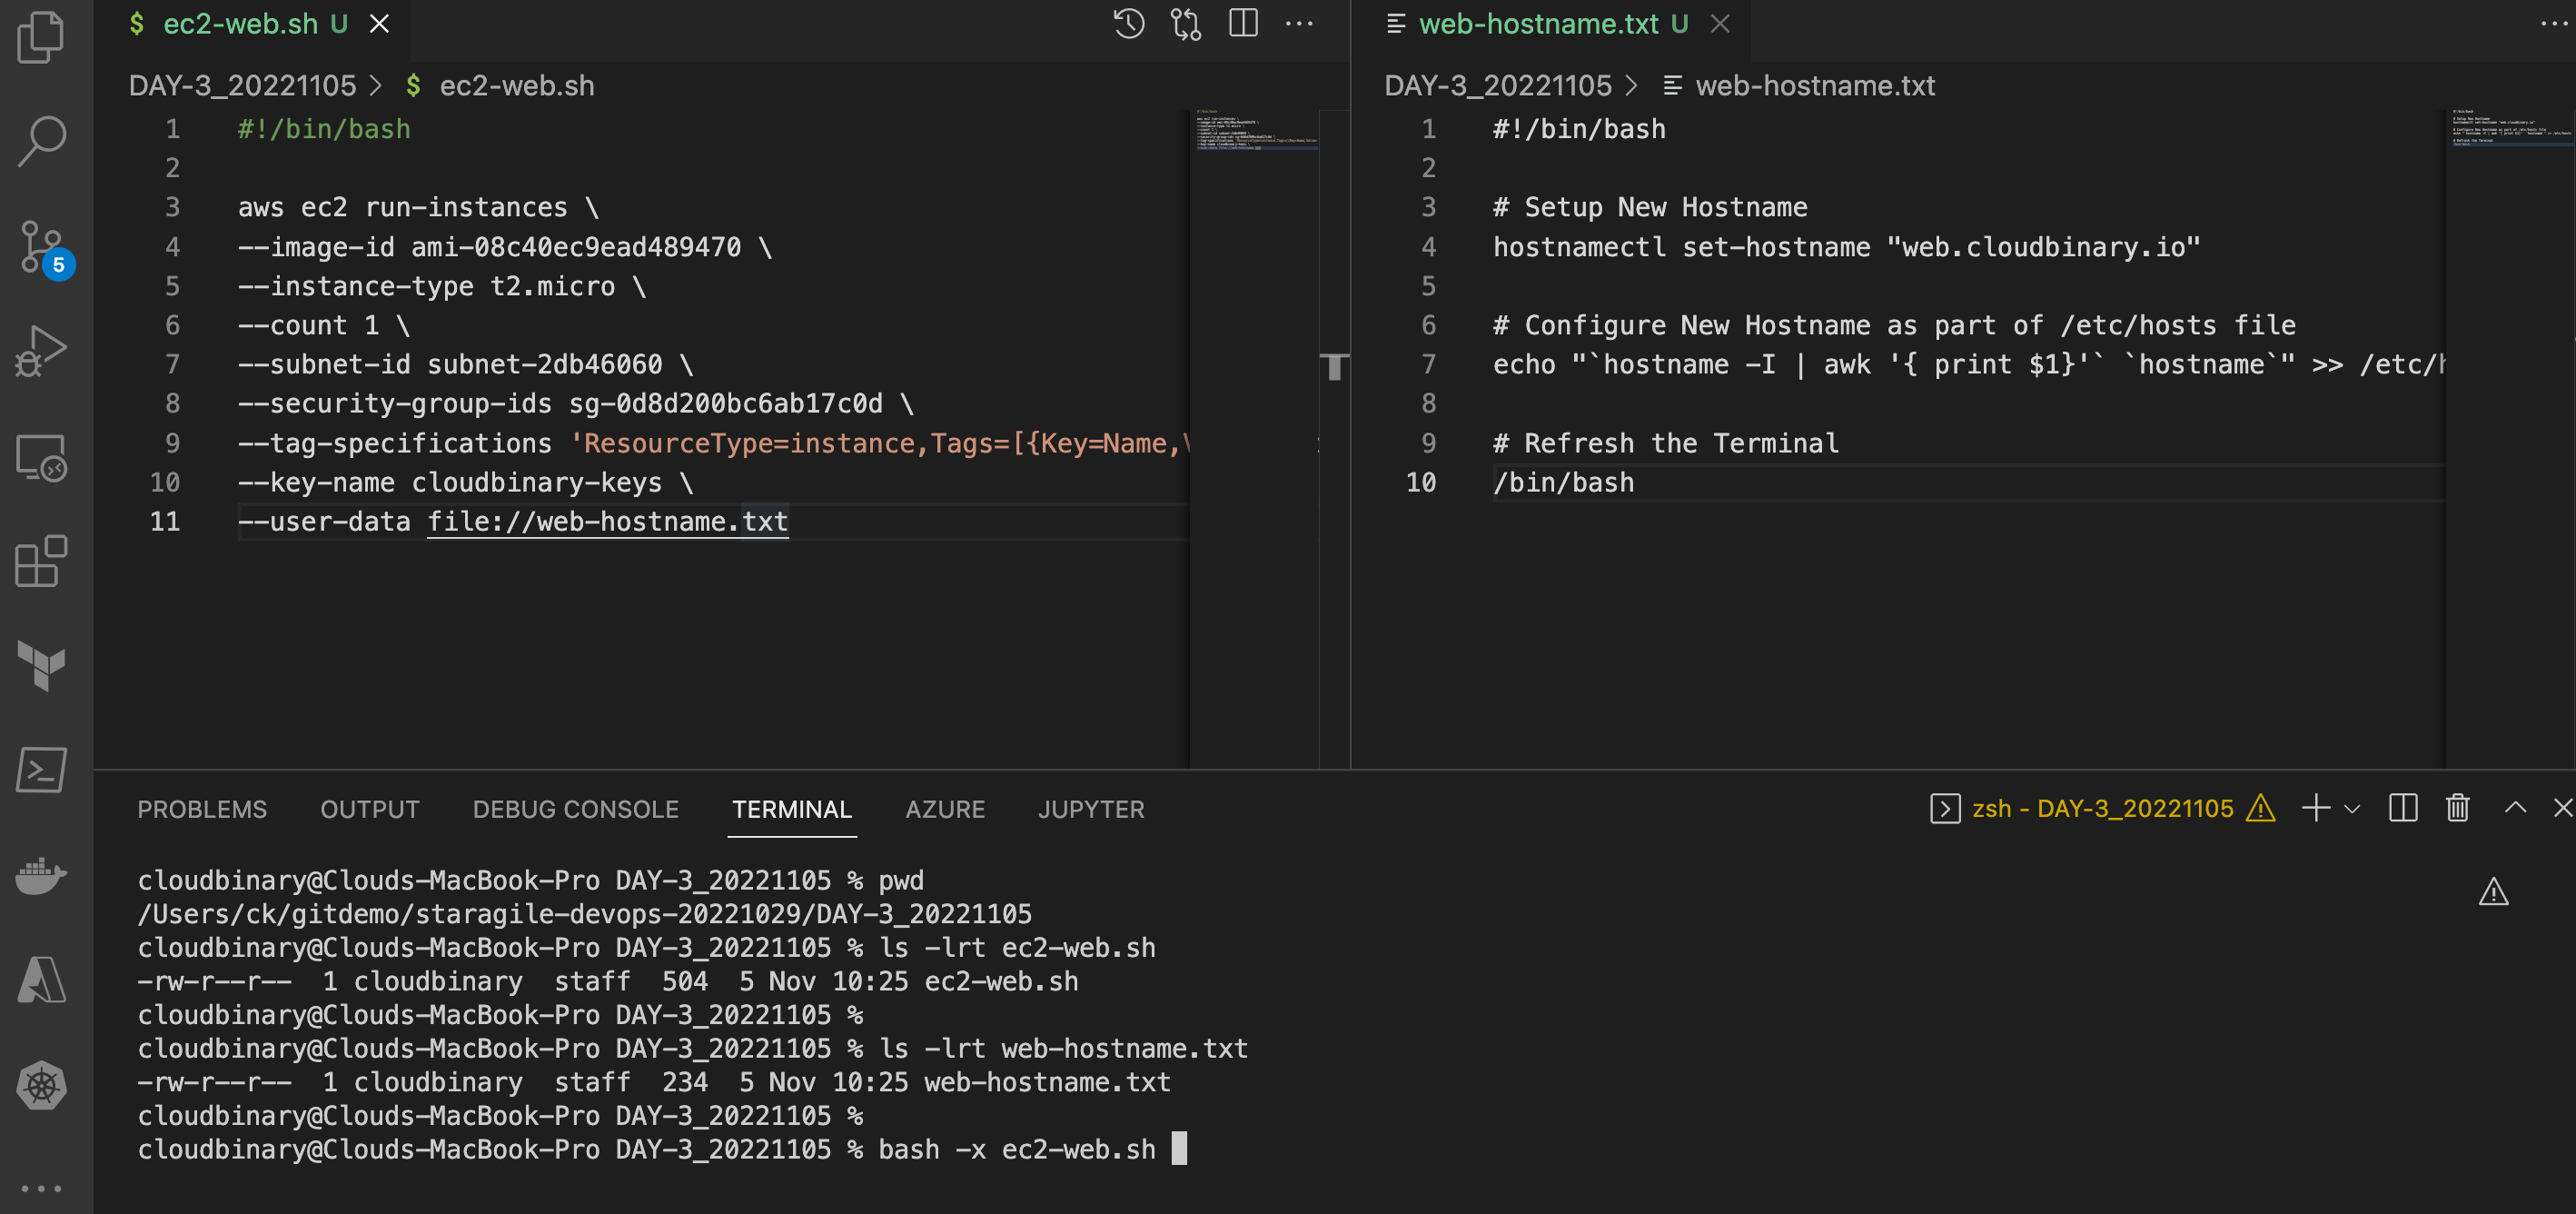 $ ec2-web.sh U
DAY-3_20221105 > $ ec2-web.sh
1 #!/bin/bash
2
3 aws ec2 run-instances \
4 --image-id ami-08c40ec9ead489470 \
5 --instance-type t2.micro \
6 --count 1 \
7 --subnet-id subnet-2db46060 \
8 --security-group-ids sg-0d8d200bc6ab17c0d \
9 --tag-specifications 'ResourceType=instance,Tags=[{Key=Name,
10 --key-name cloudbinary-keys \
11 --user-data file://web-hostname.txt
web-hostname.txt U
DAY-3_20221105 > web-hostname.txt
1 #!/bin/bash
2
3 # Setup New Hostname
4 hostnamectl set-hostname "web.cloudbinary.io"
5
6 # Configure New Hostname as part of /etc/hosts file
7 echo "`hostname -I | awk '{ print $1}'` `hostname`" >> /etc/h
8
9 # Refresh the Terminal
10 /bin/bash
5
PROBLEMS OUTPUT DEBUG CONSOLE TERMINAL AZURE JUPYTER
zsh - DAY-3_20221105
cloudbinary@Clouds-MacBook-Pro DAY-3_20221105 % pwd
/Users/ck/gitdemo/staragile-devops-20221029/DAY-3_20221105
cloudbinary@Clouds-MacBook-Pro DAY-3_20221105 % ls -lrt ec2-web.sh
-rw-r--r-- 1 cloudbinary staff 504 5 Nov 10:25 ec2-web.sh
cloudbinary@Clouds-MacBook-Pro DAY-3_20221105 %
cloudbinary@Clouds-MacBook-Pro DAY-3_20221105 % ls -lrt web-hostname.txt
-rw-r--r-- 1 cloudbinary staff 234 5 Nov 10:25 web-hostname.txt
cloudbinary@Clouds-MacBook-Pro DAY-3_20221105 %
cloudbinary@Clouds-MacBook-Pro DAY-3_20221105 % bash -x ec2-web.sh